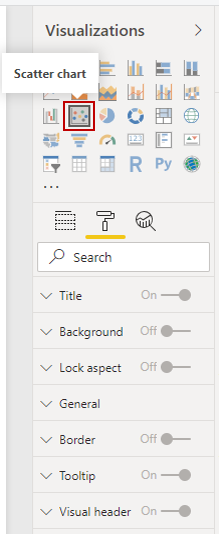 Visualizations
Scatter chart
123
R Py
...
Search
Title On
Background Off
Lock aspect Off
General
Border Off
Tooltip On
Visual header On